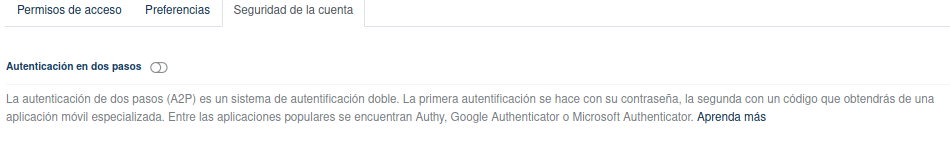 Permisos de acceso Preferencias Seguridad de la cuenta
Autenticación en dos pasos
La autenticación de dos pasos (A2P) es un sistema de autentificación doble. La primera autentificación se hace con su contraseña, la segunda con un código que obtendrás de una
aplicación móvil especializada. Entre las aplicaciones populares se encuentran Authy, Google Authenticator o Microsoft Authenticator. Aprenda más